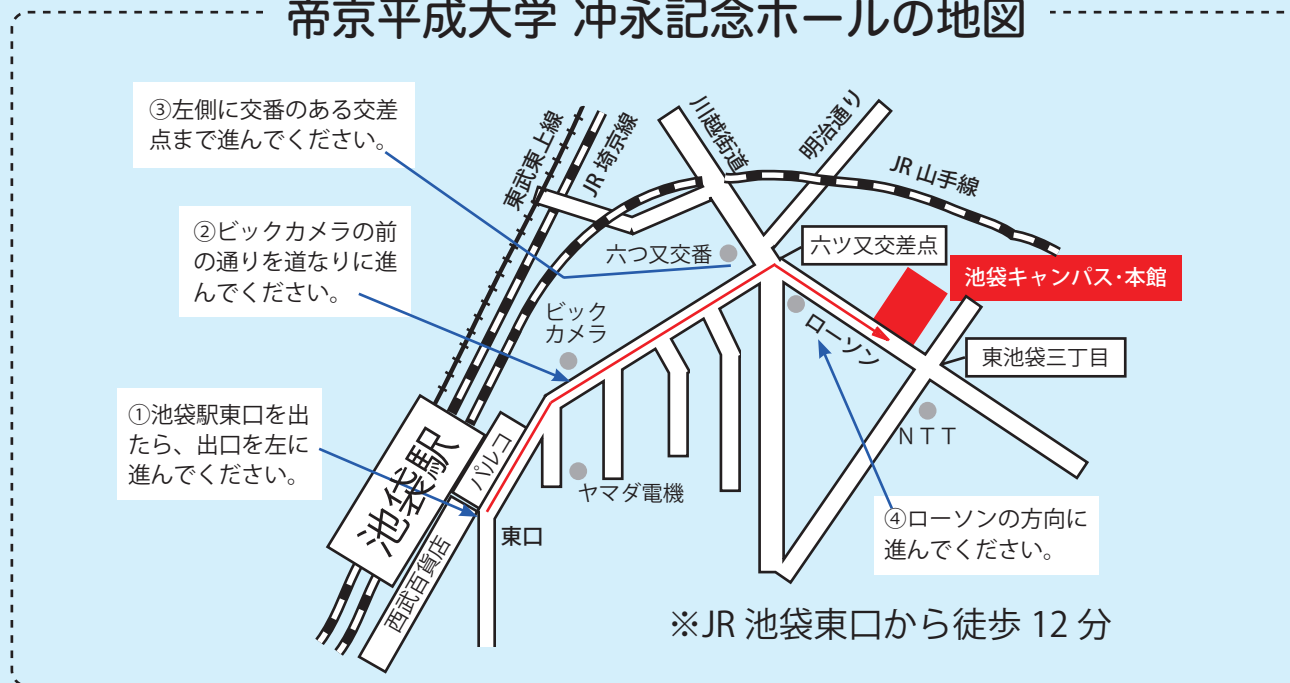 帝京平成大学 冲永記念ホールの地図
③左側に交番のある交差
点まで進んでください。
東武東上線
JR 埼京線
川越街道
明治通り
JR 山手線
②ビックカメラの前
の通りを道なりに進
んでください。
六つ又交番
六ツ又交差点
池袋キャンパス・本館
ビック
カメラ
ローソン
東池袋三丁目
①池袋駅東口を出
たら、出口を左に
進んでください。
池袋駅
パルコ
ヤマダ電機
NTT
西武百貨店
東口
④ローソンの方向に
進んでください。
※JR 池袋東口から徒歩 12 分